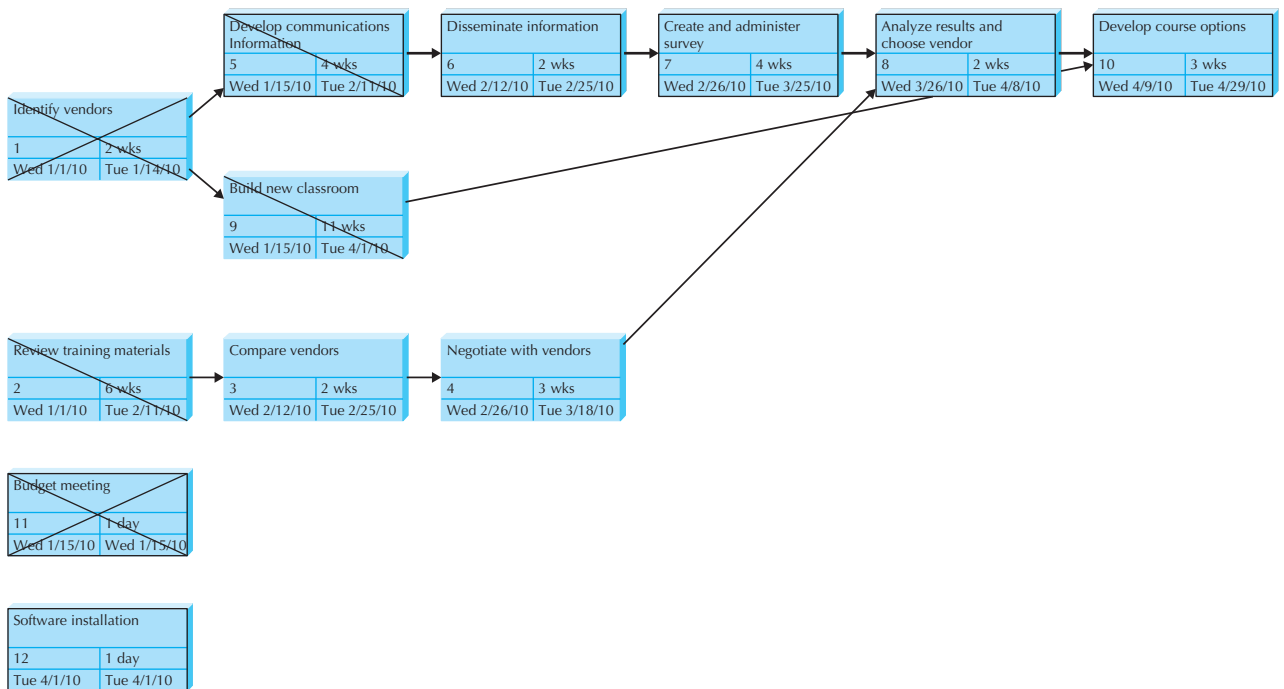 Develop communications
Information
5 4 wks
Wed 1/15/10 Tue 2/11/10
Disseminate information
6 2 wks
Wed 2/12/10 Tue 2/25/10
Create and administer
survey
7 4 wks
Wed 2/26/10 Tue 3/25/10
Analyze results and
choose vendor
8 2 wks
Wed 3/26/10 Tue 4/8/10
Develop course options
10 3 wks
Wed 4/9/10 Tue 4/29/10
Identify vendors
1 2 wks
Wed 1/1/10 Tue 1/14/10
Build new classroom
9 11 wks
Wed 1/15/10 Tue 4/1/10
Review training materials
2 6 wks
Wed 1/1/10 Tue 2/11/10
Compare vendors
3 2 wks
Wed 2/12/10 Tue 2/25/10
Negotiate with vendors
4 3 wks
Wed 2/26/10 Tue 3/18/10
Budget meeting
11 1 day
Wed 1/15/10 Wed 1/15/10
Software installation
12 1 day
Tue 4/1/10 Tue 4/1/10